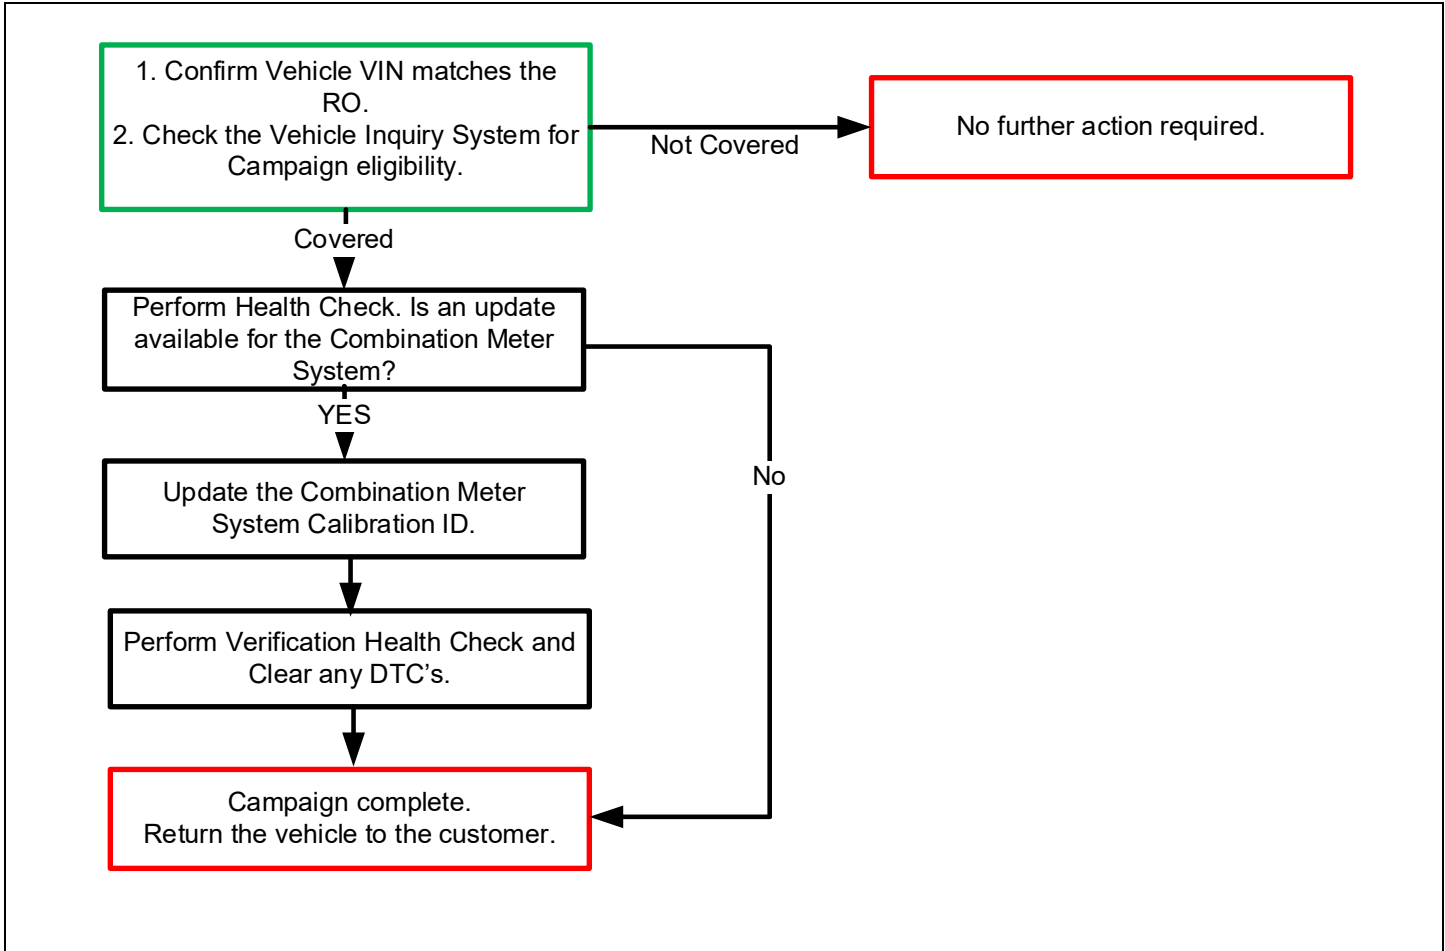 1. Confirm Vehicle VIN matches the
RO.
2. Check the Vehicle Inquiry System for
Campaign eligibility.
Not Covered
No further action required.
Covered
Perform Health Check. Is an update
available for the Combination Meter
System?
YES
No
Update the Combination Meter
System Calibration ID.
Perform Verification Health Check and
Clear any DTC’s.
Campaign complete.
Return the vehicle to the customer.